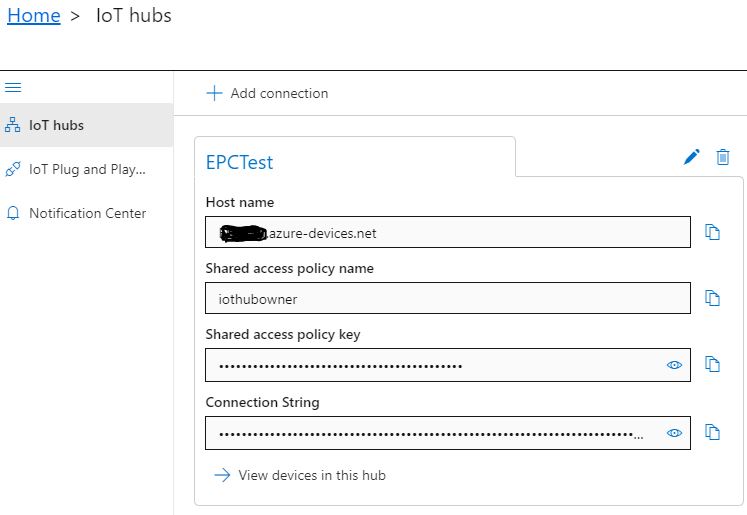 Home > IoT hubs
Add connection
IoT hubs
IoT Plug and Play...
Notification Center
EPCTest
Host name
.azure-devices.net
Shared access policy name
iothubowner
Shared access policy key
••••••••••••••••••••••••••••••••••••••••••••
Connection String
••••••••••••••••••••••••••••••••••••••••••••••••••••••••••••••••••••••••••...
View devices in this hub